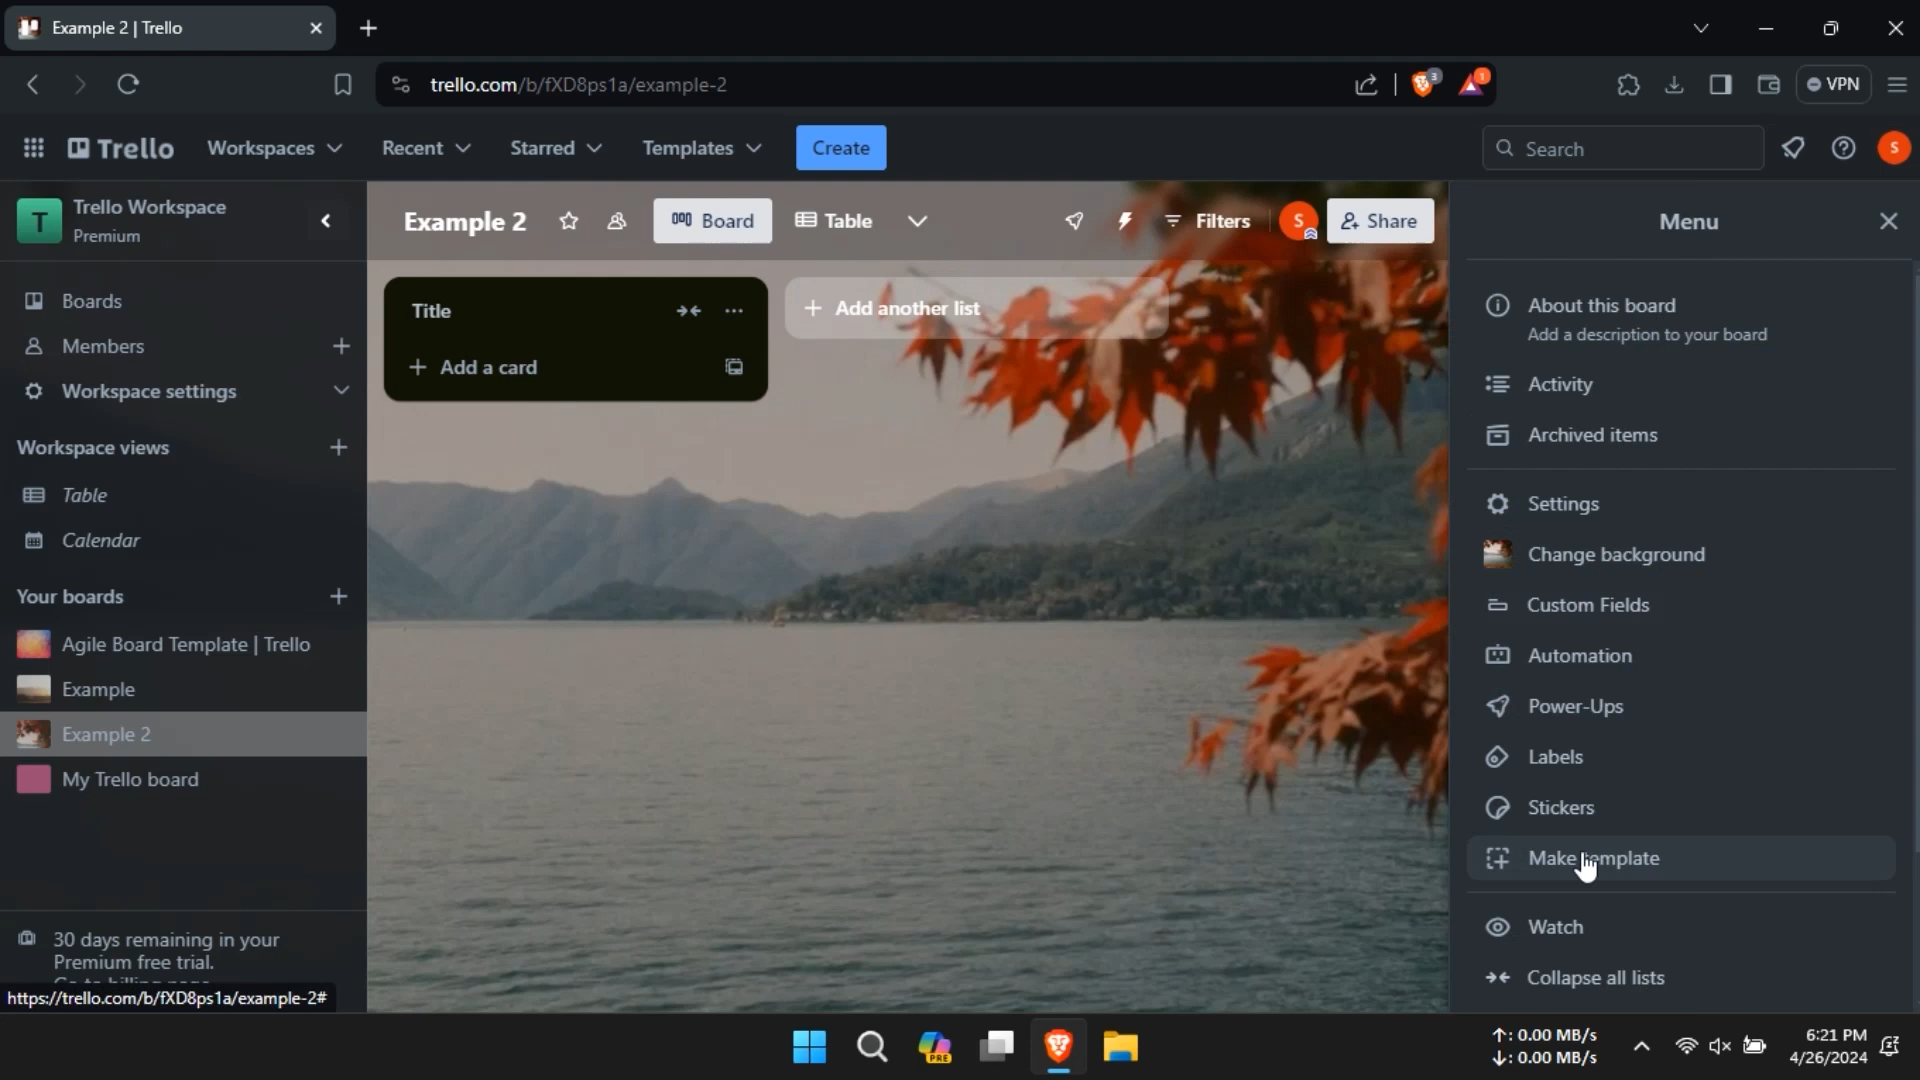 Example 2 | Trello
trello.com/b/fXD8ps1a/example-2
3
1
VPN
Trello
Workspaces
Recent
Starred
Templates
Create
Search
S
T
Trello Workspace
Premium
Example 2
Board
Table
Filters
S
Share
Menu
Boards
Members
Workspace settings
Workspace views
Table
Calendar
Your boards
Agile Board Template | Trello
Example
Example 2
My Trello board
30 days remaining in your
Premium free trial.
https://trello.com/b/fXD8ps1a/example-2#
Title
Add a card
Add another list
About this board
Add a description to your board
Activity
Archived items
Settings
Change background
Custom Fields
Automation
Power-Ups
Labels
Stickers
Make template
Watch
Collapse all lists
PRE
↑: 0.00 MB/s
↓: 0.00 MB/s
6:21 PM
4/26/2024